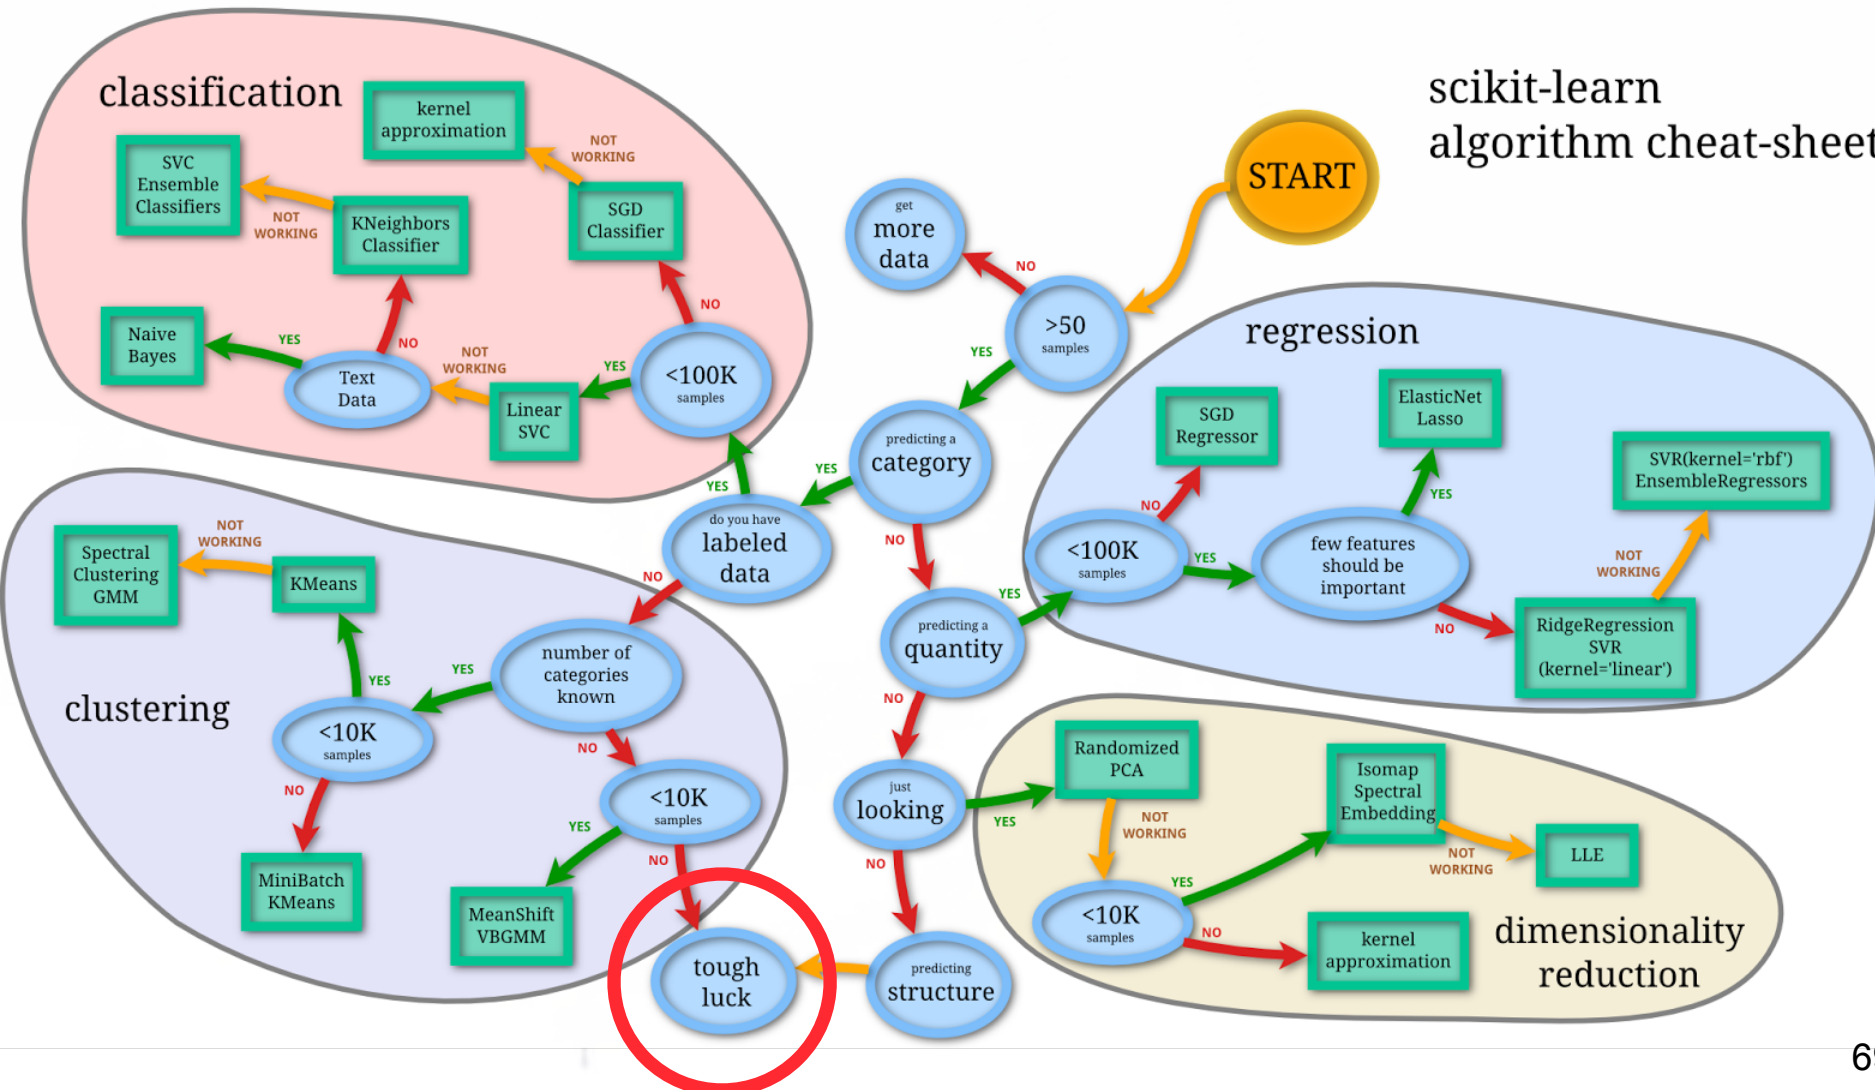 scikit-learn
algorithm cheat-sheet
START
get
more
data
NO
>50
samples
YES
predicting a
category
YES
NO
do you have
labeled
data
YES
NO
predicting a
quantity
YES
NO
just
looking
YES
NO
predicting
structure
tough
luck
classification
kernel
approximation
NOT
WORKING
SVC
Ensemble
Classifiers
NOT
WORKING
KNeighbors
Classifier
SGD
Classifier
NO
Naive
Bayes
YES
NO
Text
Data
NOT
WORKING
Linear
SVC
YES
<100K
samples
regression
SGD
Regressor
NO
ElasticNet
Lasso
YES
SVR(kernel='rbf')
EnsembleRegressors
<100K
samples
YES
few features
should be
important
NOT
WORKING
NO
RidgeRegression
SVR
(kernel='linear')
clustering
Spectral
Clustering
GMM
NOT
WORKING
KMeans
YES
number of
categories
known
YES
NO
<10K
samples
NO
MiniBatch
KMeans
<10K
samples
YES
NO
MeanShift
VBGMM
Randomized
PCA
NOT
WORKING
Isomap
Spectral
Embedding
NOT
WORKING
LLE
YES
<10K
samples
NO
kernel
approximation
dimensionality
reduction